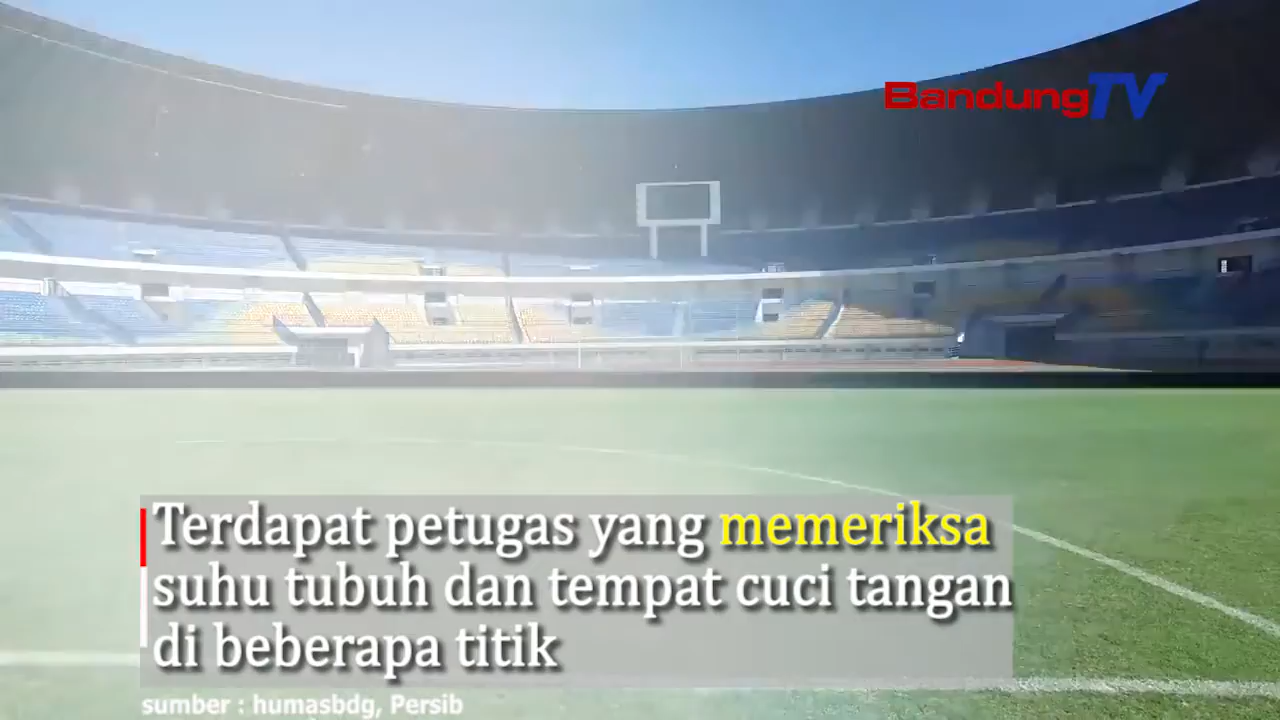 BandungTV
Terdapat petugas yang memeriksa
suhu tubuh dan tempat cuci tangan
di beberapa titik
sumber : humasbdg, Persib